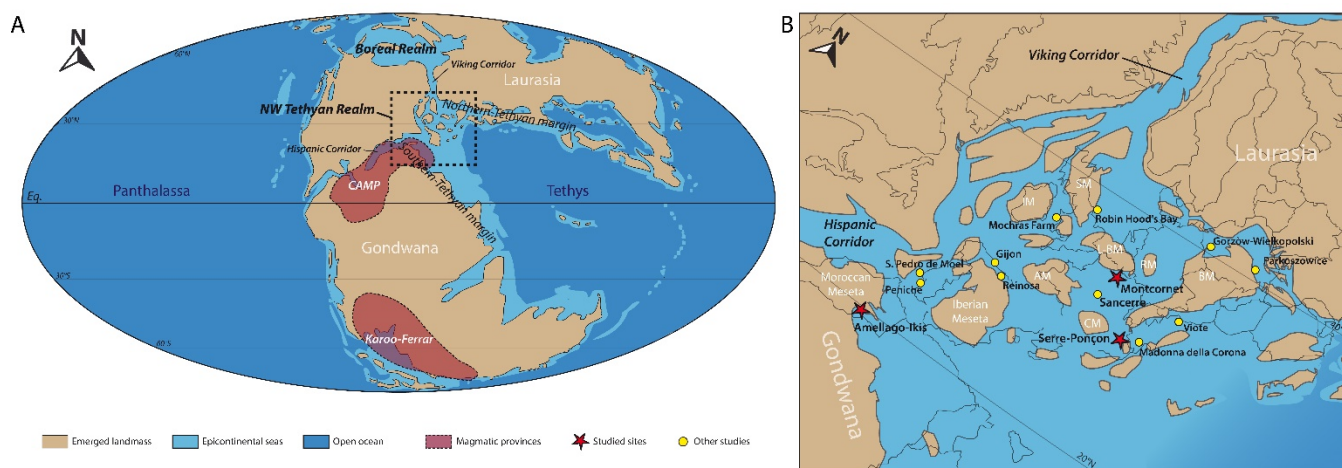 A
N
60°N
Boreal Realm
Viking Corridor
Laurasia
NW Tethyan Realm
Northern-Tethyan margin
30°N
Hispanic Corridor
Southern-Tethyan margin
Panthalassa
CAMP
Tethys
Eq.
Gondwana
30°S
Karoo-Ferrar
60°S
Emerged landmass
Epicontinental seas
Open ocean
Magmatic provinces
Studied sites
Other studies
B
N
Viking Corridor
Laurasia
SM
IM
Robin Hood's Bay
Mochras Farm
Hispanic
Corridor
Gorzów-Wielkopolski
L-BM
Gijon
S. Pedro de Moel
RM
Parkoszowice
BM
Moroccan
Meseta
Reinosa
AM
Montcornet
Peniche
Sancerre
Iberian
Meseta
Amellago-Ikis
CM
Viote
Serre-Ponçon
Madonna della Corona
30°N
Gondwana
20°N